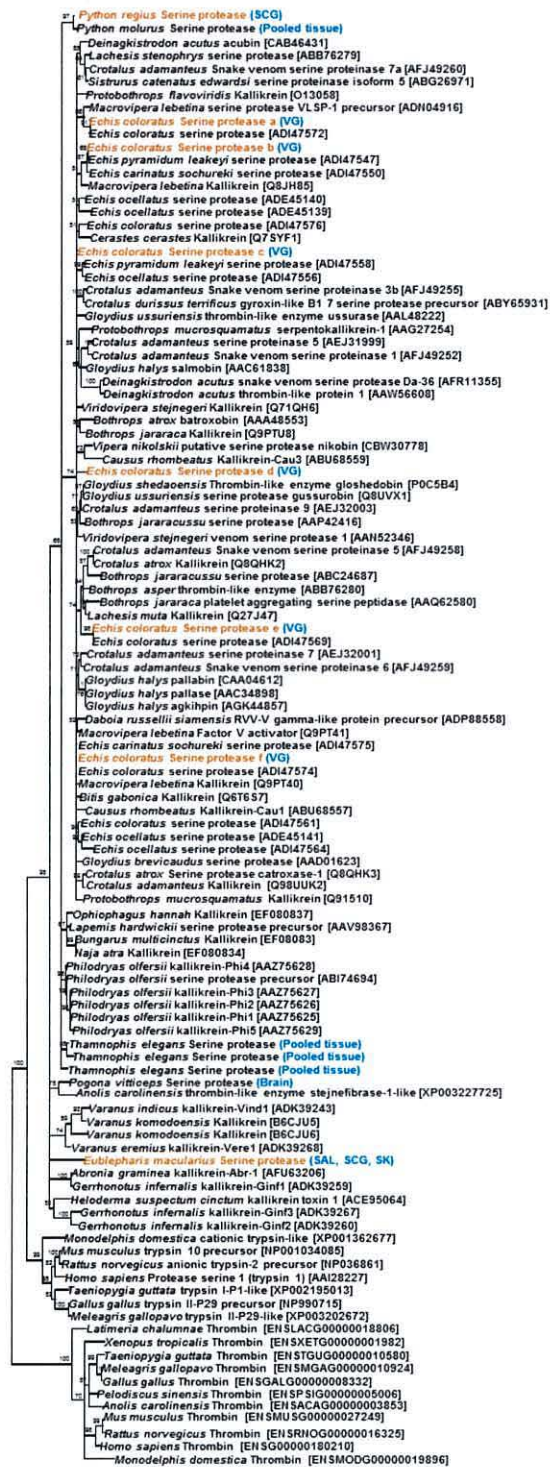 Python regius Serine protease (SCG)
Python molurus Serine protease (Pooled tissue)
Deinagkistrodon acutus acubin [CAB46431]
Lachesis stenophrys serine protease [ABB76279]
Crotalus adamanteus Snake venom serine proteinase 7a [AFJ49260]
Sistrurus catenatus edwardsi serine proteinase isoform 5 [ABG26971]
Protobothrops flavoviridis Kallikrein [O13058]
Macrovipera lebetina serine protease VLSP-1 precursor [ADN04916]
Echis coloratus Serine protease a (VG)
Echis coloratus serine protease [ADI47572]
Echis coloratus Serine protease b (VG)
Echis pyramidum leakeyi serine protease [ADI47547]
Echis carinatus sochureki serine protease [ADI47550]
Macrovipera lebetina Kallikrein [Q8JH85]
Echis ocellatus serine protease [ADE45140]
Echis ocellatus serine protease [ADE45139]
Echis coloratus serine protease [ADI47576]
Cerastes cerastes Kallikrein [Q7SYF1]
Echis coloratus Serine protease c (VG)
Echis pyramidum leakeyi serine protease [ADI47558]
Echis ocellatus serine protease [ADI47556]
Crotalus adamanteus Snake venom serine proteinase 3b [AFJ49255]
Crotalus durissus terrificus gyroxin-like B1 7 serine protease precursor [ABY65931]
Gloydius ussuriensis thrombin-like enzyme ussurase [AAL48222]
Protobothrops mucrosquamatus serpentokallikrein-1 [AAG27254]
Crotalus adamanteus serine proteinase 5 [AEJ31999]
Crotalus adamanteus Snake venom serine proteinase 1 [AFJ49252]
Gloydius halys salmobin [AAC61838]
Deinagkistrodon acutus snake venom serine protease Da-36 [AFR11355]
Deinagkistrodon acutus thrombin-like protein 1 [AAW56608]
Viridovipera stejnegeri Kallikrein [Q71QH6]
Bothrops atrox batroxobin [AAA48553]
Bothrops jararaca Kallikrein [Q9PTU8]
Vipera nikolskii putative serine protease nikobin [CBW30778]
Causus rhombeatus Kallikrein-Cau3 [ABU68559]
Echis coloratus Serine protease d (VG)
Gloydius shedaoensis Thrombin-like enzyme gloshedobin [P0C5B4]
Gloydius ussuriensis serine protease gussurobin [Q8UVX1]
Crotalus adamanteus serine proteinase 9 [AEJ32003]
Bothrops jararacussu serine protease [AAP42416]
Viridovipera stejnegeri venom serine protease 1 [AAN52346]
Crotalus adamanteus Snake venom serine proteinase 5 [AFJ49258]
Crotalus atrox Kallikrein [Q8QHK2]
Bothrops jararacussu serine protease [ABC24687]
Bothrops asper thrombin-like enzyme [ABB76280]
Bothrops jararaca platelet aggregating serine peptidase [AAQ62580]
Lachesis muta Kallikrein [Q27J47]
Echis coloratus Serine protease e (VG)
Echis coloratus serine protease [ADI47569]
Crotalus adamanteus serine proteinase 7 [AEJ32001]
Crotalus adamanteus Snake venom serine proteinase 6 [AFJ49259]
Gloydius halys pallabin [CAA04612]
Gloydius halys pallase [AAC34898]
Gloydius halys agkihpin [AGK44857]
Daboia russellii siamensis RVV-V gamma-like protein precursor [ADP88558]
Macrovipera lebetina Factor V activator [Q9PT41]
Echis carinatus sochureki serine protease [ADI47575]
Echis coloratus Serine protease f (VG)
Echis coloratus serine protease [ADI47574]
Macrovipera lebetina Kallikrein [Q9PT40]
Bitis gabonica Kallikrein [Q6T6S7]
Causus rhombeatus Kallikrein-Cau1 [ABU68557]
Echis coloratus serine protease [ADI47561]
Echis ocellatus serine protease [ADE45141]
Echis ocellatus serine protease [ADI47564]
Gloydius brevicaudus serine protease [AAD01623]
Crotalus atrox Serine protease catroxase-1 [Q8QHK3]
Crotalus adamanteus Kallikrein [Q98UUK2]
Protobothrops mucrosquamatus Kallikrein [Q91510]
Ophiophagus hannah Kallikrein [EF080837]
Lapemis hardwickii serine protease precursor [AAV98367]
Bungarus multicinctus Kallikrein [EF08083]
Naja atra Kallikrein [EF080834]
Philodryas olfersii kallikrein-Phi4 [AAZ75628]
Philodryas olfersii serine protease precursor [ABI74694]
Philodryas olfersii kallikrein-Phi3 [AAZ75627]
Philodryas olfersii kallikrein-Phi2 [AAZ75626]
Philodryas olfersii kallikrein-Phi1 [AAZ75625]
Philodryas olfersii kallikrein-Phi5 [AAZ75629]
Thamnophis elegans Serine protease (Pooled tissue)
Thamnophis elegans Serine protease (Pooled tissue)
Thamnophis elegans Serine protease (Pooled tissue)
Pogona vitticeps Serine protease (Brain)
Anolis carolinensis thrombin-like enzyme stejnefibrase-1-like [XP003227725]
Varanus indicus kallikrein-Vind1 [ADK39243]
Varanus komodoensis Kallikrein [B6CJU5]
Varanus komodoensis Kallikrein [B6CJU6]
Varanus eremius kallikrein-Vere1 [ADK39268]
Eublepharis macularius Serine protease (SAL, SCG, SK)
Abronia graminea kallikrein-Abr-1 [AFU63206]
Gerrhonotus infernalis kallikrein-Ginf1 [ADK39259]
Heloderma suspectum cinctum kallikrein toxin 1 [ACE95064]
Gerrhonotus infernalis kallikrein-Ginf3 [ADK39267]
Gerrhonotus infernalis kallikrein-Ginf2 [ADK39260]
Monodelphis domestica cationic trypsin-like [XP001362677]
Mus musculus trypsin 10 precursor [NP001034085]
Rattus norvegicus anionic trypsin-2 precursor [NP036861]
Homo sapiens Protease serine 1 (trypsin 1) [AAI28227]
Taeniopygia guttata trypsin I-P1-like [XP002195013]
Gallus gallus trypsin II-P29 precursor [NP990715]
Meleagris gallopavo trypsin II-P29-like [XP003202672]
Latimeria chalumnae Thrombin [ENSLACG00000018806]
Xenopus tropicalis Thrombin [ENSXETG00000001982]
Taeniopygia guttata Thrombin [ENSTGUG00000010580]
Meleagris gallopavo Thrombin [ENSMGAG00000010924]
Gallus gallus Thrombin [ENSGALG00000008332]
Pelodiscus sinensis Thrombin [ENSPSIG00000005006]
Anolis carolinensis Thrombin [ENSACAG00000003853]
Mus musculus Thrombin [ENSMUSG00000027249]
Rattus norvegicus Thrombin [ENSRNOG00000016325]
Homo sapiens Thrombin [ENSG00000180210]
Monodelphis domestica Thrombin [ENSMODG00000019896]